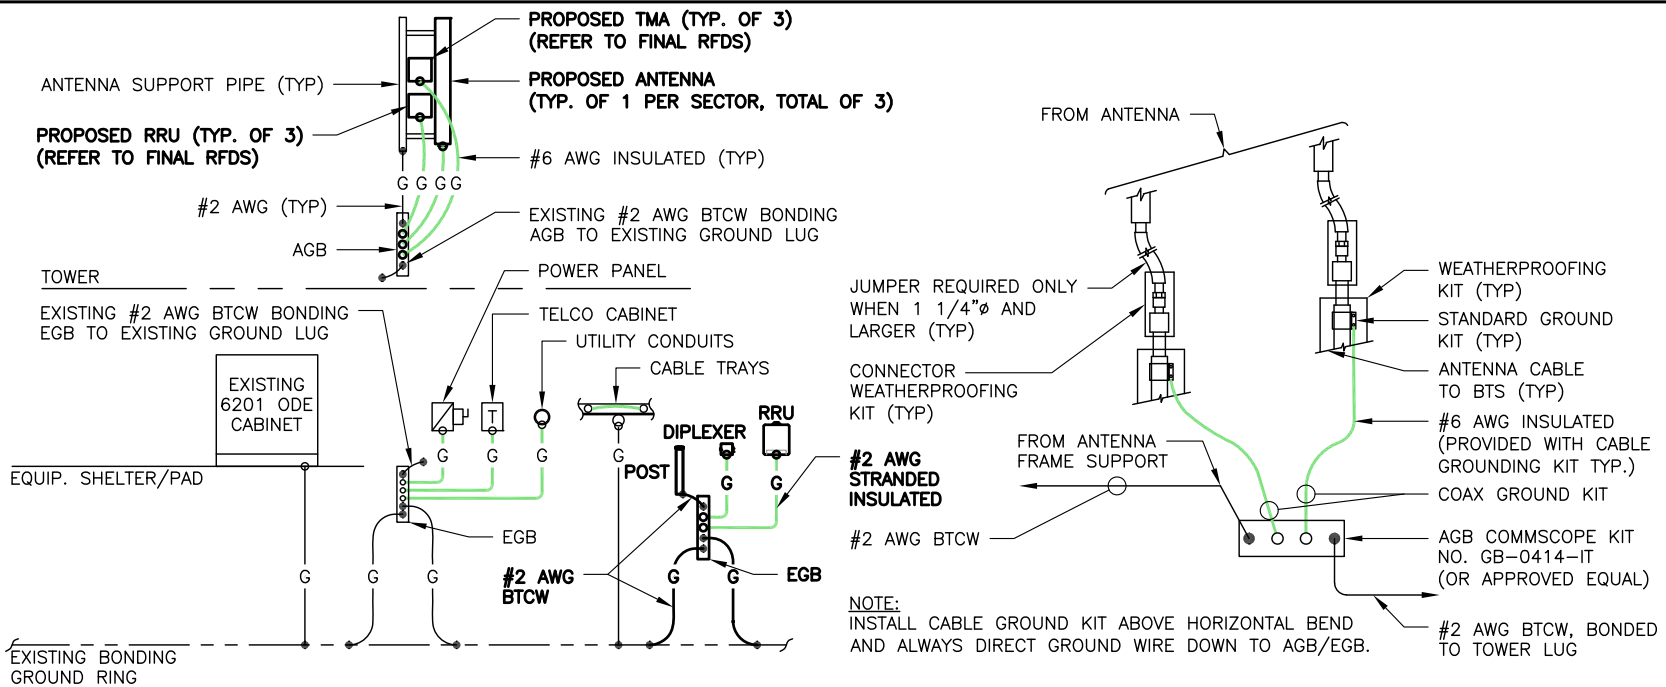 PROPOSED TMA (TYP. OF 3)
(REFER TO FINAL RFDS)
ANTENNA SUPPORT PIPE (TYP)
PROPOSED ANTENNA
(TYP. OF 1 PER SECTOR, TOTAL OF 3)
PROPOSED RRU (TYP. OF 3)
(REFER TO FINAL RFDS)
#6 AWG INSULATED (TYP)
G G G G
#2 AWG (TYP)
EXISTING #2 AWG BTCW BONDING
AGB TO EXISTING GROUND LUG
AGB
TOWER
POWER PANEL
EXISTING #2 AWG BTCW BONDING
EGB TO EXISTING GROUND LUG
TELCO CABINET
UTILITY CONDUITS
CABLE TRAYS
EXISTING
6201 ODE
CABINET
T
RRU
DIPLEXER
POST
G G G G G G
#2 AWG
STRANDED
INSULATED
EQUIP. SHELTER/PAD
EGB
G G G G G
#2 AWG
BTCW
EGB
EXISTING BONDING
GROUND RING
FROM ANTENNA
JUMPER REQUIRED ONLY
WHEN 1 1/4"ø AND
LARGER (TYP)
CONNECTOR
WEATHERPROOFING
KIT (TYP)
WEATHERPROOFING
KIT (TYP)
STANDARD GROUND
KIT (TYP)
ANTENNA CABLE
TO BTS (TYP)
#6 AWG INSULATED
(PROVIDED WITH CABLE
GROUNDING KIT TYP.)
FROM ANTENNA
FRAME SUPPORT
COAX GROUND KIT
#2 AWG BTCW
AGB COMMSCOPE KIT
NO. GB-0414-IT
(OR APPROVED EQUAL)
NOTE:
INSTALL CABLE GROUND KIT ABOVE HORIZONTAL BEND
AND ALWAYS DIRECT GROUND WIRE DOWN TO AGB/EGB.
#2 AWG BTCW, BONDED
TO TOWER LUG